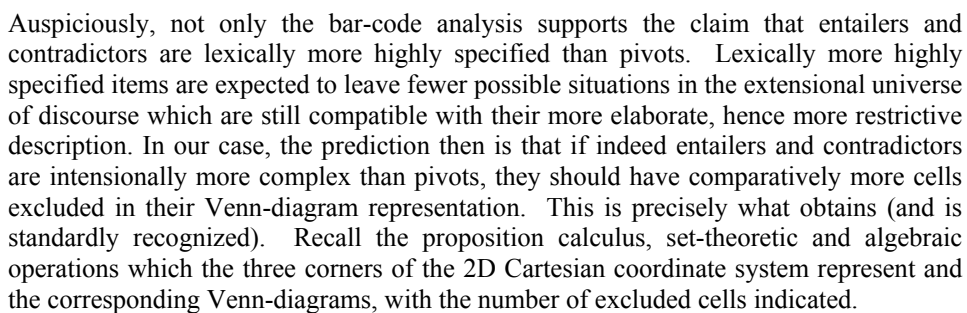 Auspiciously, not only the bar-code analysis supports the claim that entailers and
contradictors are lexically more highly specified than pivots. Lexically more highly
specified items are expected to leave fewer possible situations in the extensional universe
of discourse which are still compatible with their more elaborate, hence more restrictive
description. In our case, the prediction then is that if indeed entailers and contradictors
are intensionally more complex than pivots, they should have comparatively more cells
excluded in their Venn-diagram representation. This is precisely what obtains (and is
standardly recognized). Recall the proposition calculus, set-theoretic and algebraic
operations which the three corners of the 2D Cartesian coordinate system represent and
the corresponding Venn-diagrams, with the number of excluded cells indicated.